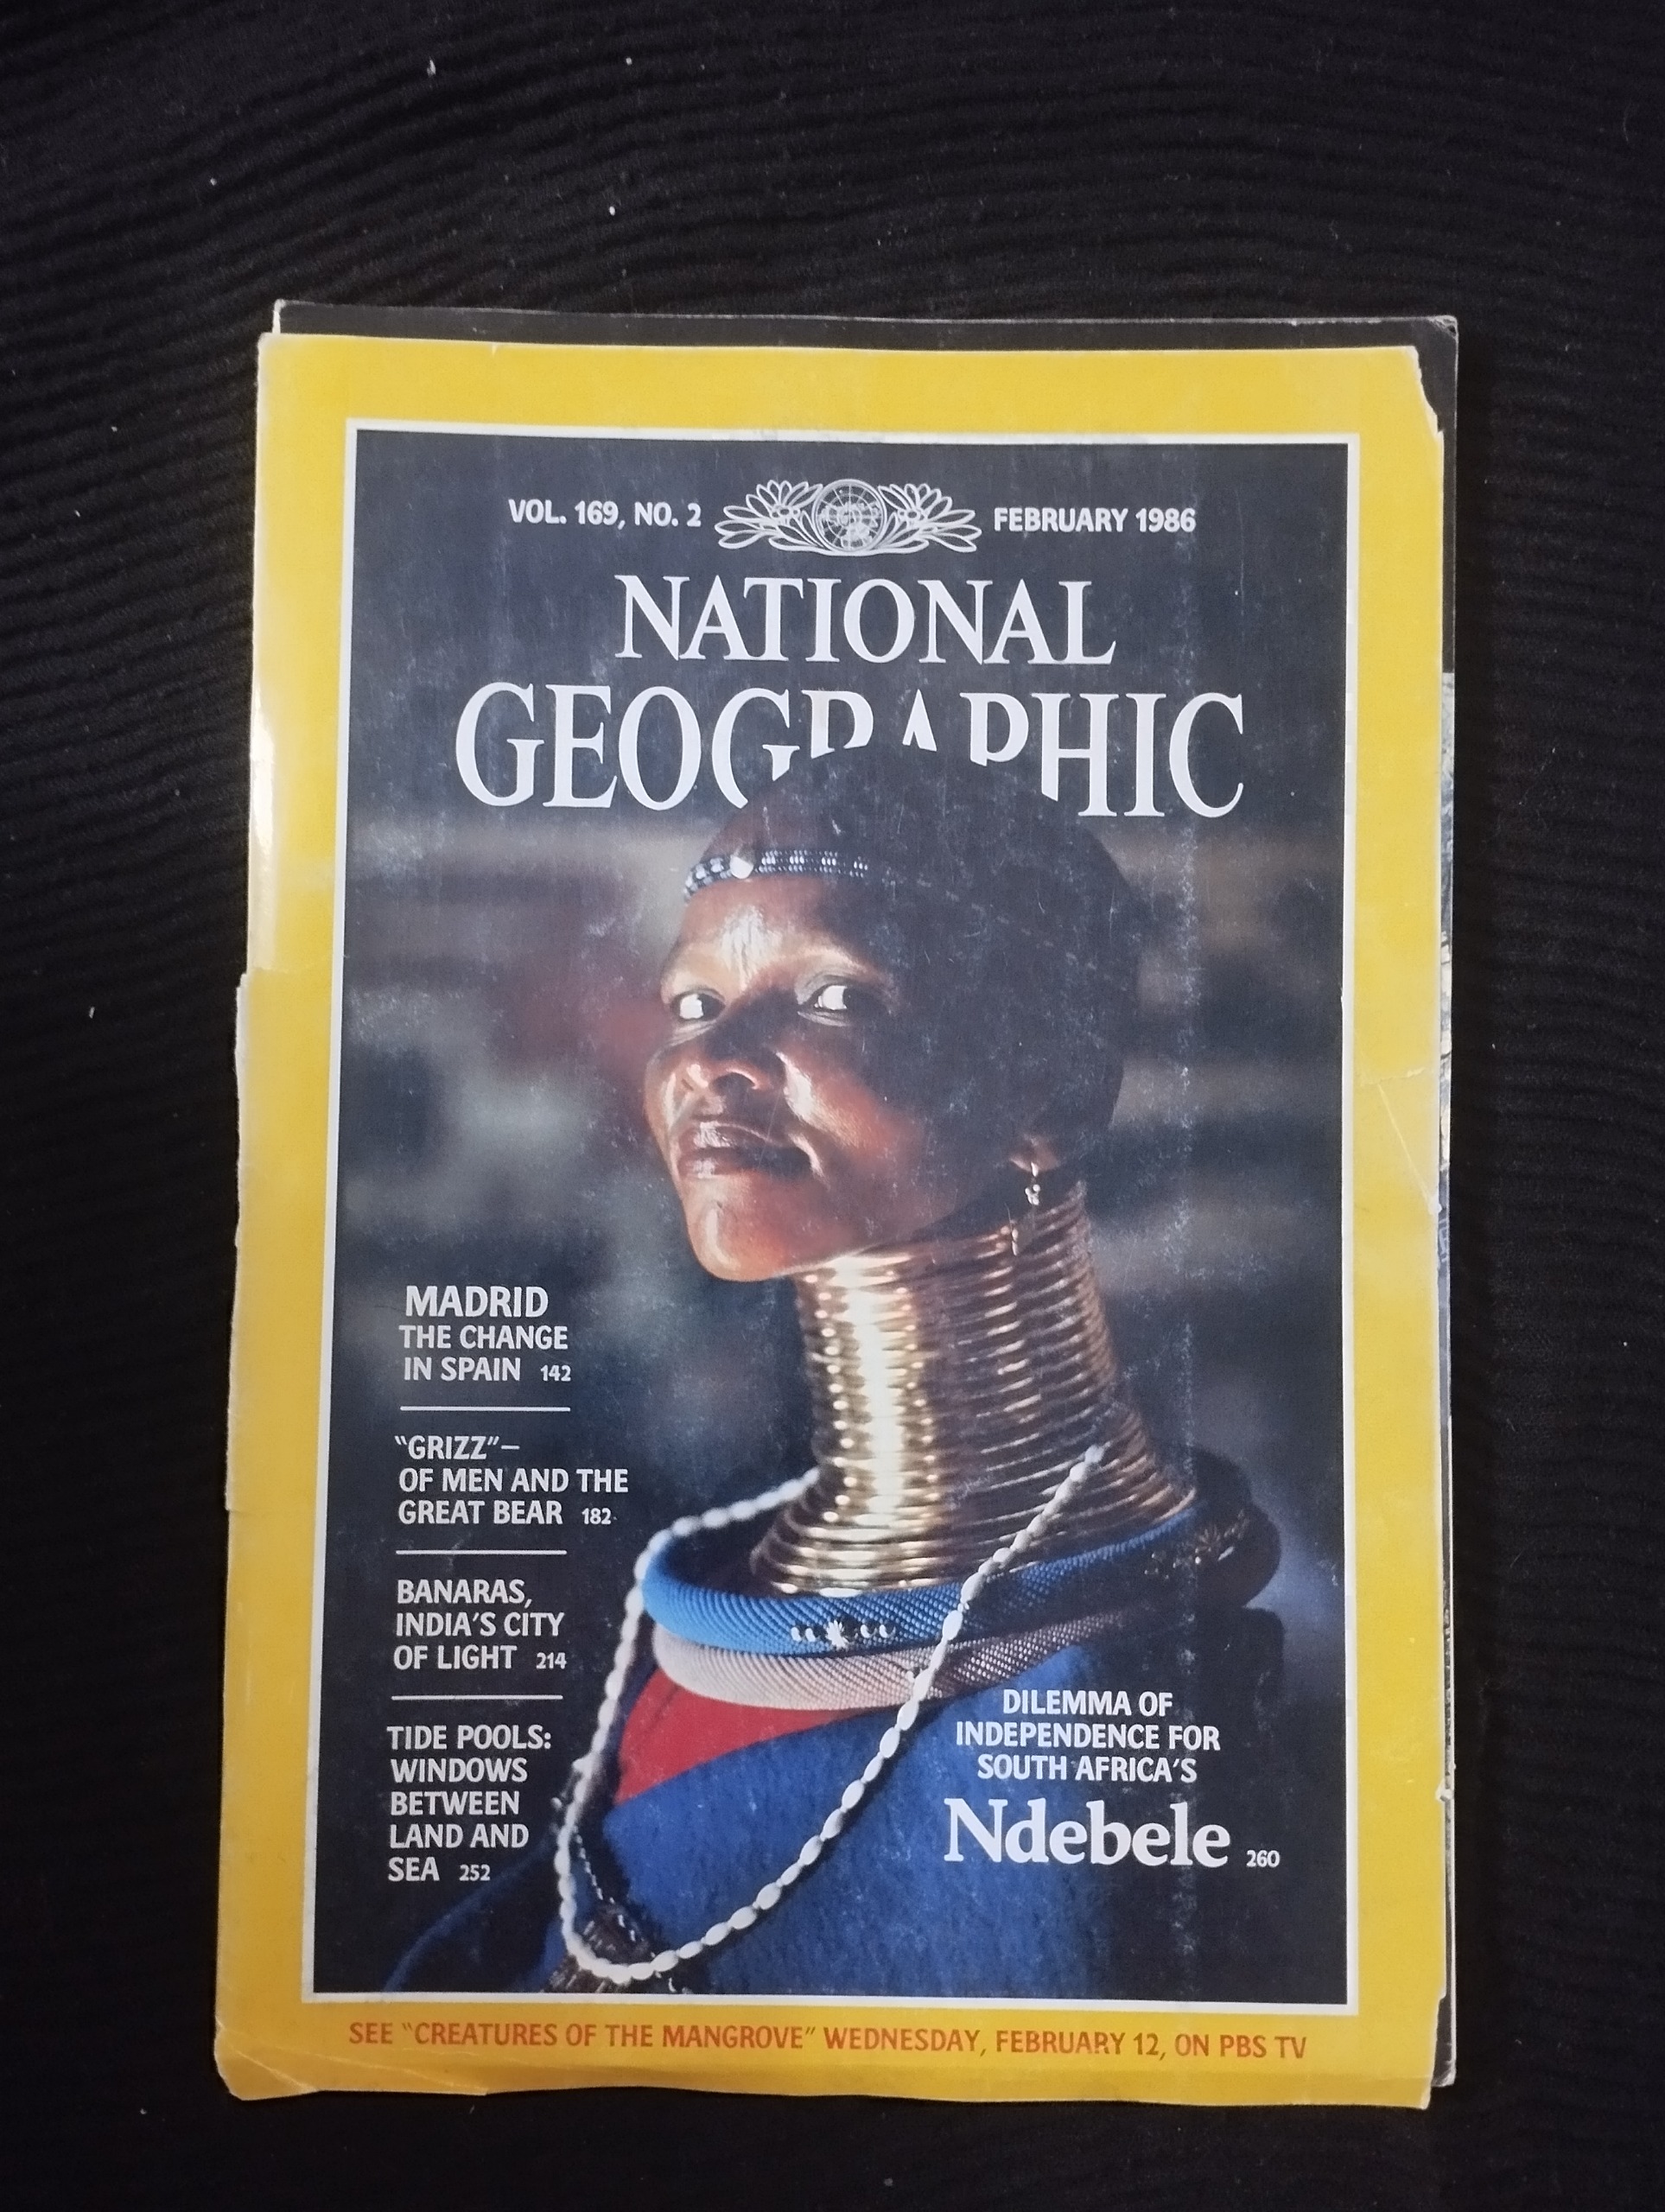 VOL. 169, NO. 2 FEBRUARY 1986
NATIONAL
GEOGRAPHIC
MADRID
THE CHANGE
IN SPAIN 142
“GRIZZ”—
OF MEN AND THE
GREAT BEAR 182
BANARAS,
INDIA’S CITY
OF LIGHT 214
TIDE POOLS:
WINDOWS
BETWEEN
LAND AND
SEA 252
DILEMMA OF
INDEPENDENCE FOR
SOUTH AFRICA’S
Ndebele 260
SEE “CREATURES OF THE MANGROVE” WEDNESDAY, FEBRUARY 12, ON PBS TV